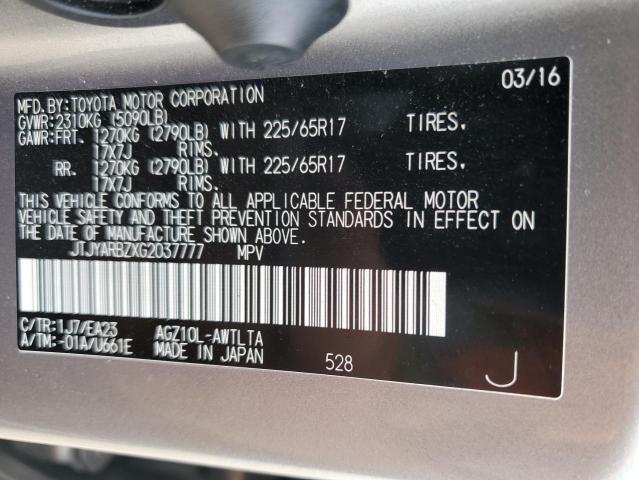 03/16
MFD.BY:TOYOTA MOTOR CORPORATION
GVWR:2310KG (5090LB)
GAWR:FRT. 1270KG (2790LB) WITH 225/65R17 TIRES.
17X7J RIMS.
RR. 1270KG (2790LB) WITH 225/65R17 TIRES.
17X7J RIMS.
THIS VEHICLE CONFORMS TO ALL APPLICABLE FEDERAL MOTOR
VEHICLE SAFETY AND THEFT PREVENTION STANDARDS IN EFFECT ON
THE DATE OF MANUFACTURE SHOWN ABOVE.
JTJYARBZXG2037777 MPV
C/TR:1J7/EA23 AGZ10L-AWTLTA
A/TM:-01A/U661E MADE IN JAPAN
528 J